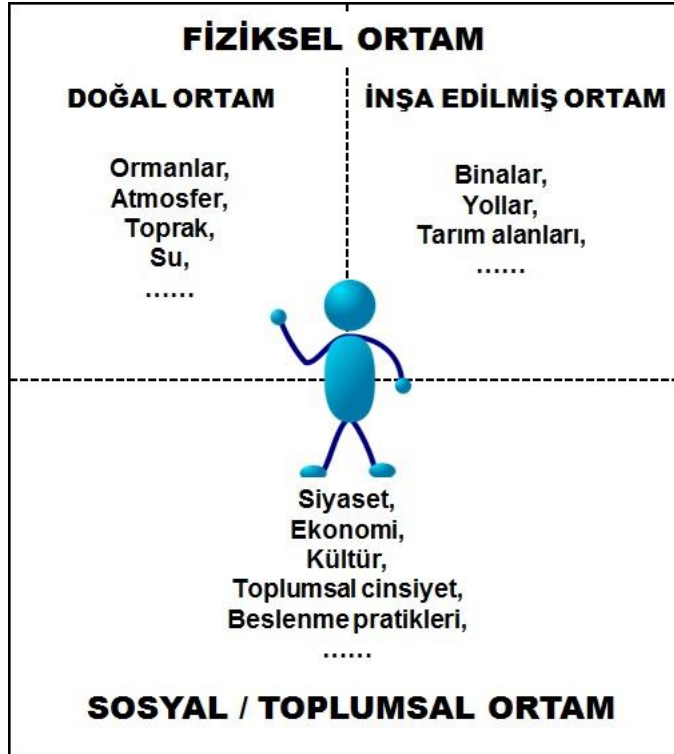 FİZİKSEL ORTAM
DOĞAL ORTAM
Ormanlar,
Atmosfer,
Toprak,
Su,
......
İNŞA EDİLMİŞ ORTAM
Binalar,
Yollar,
Tarım alanları,
......
Siyaset,
Ekonomi,
Kültür,
Toplumsal cinsiyet,
Beslenme pratikleri,
......
SOSYAL / TOPLUMSAL ORTAM